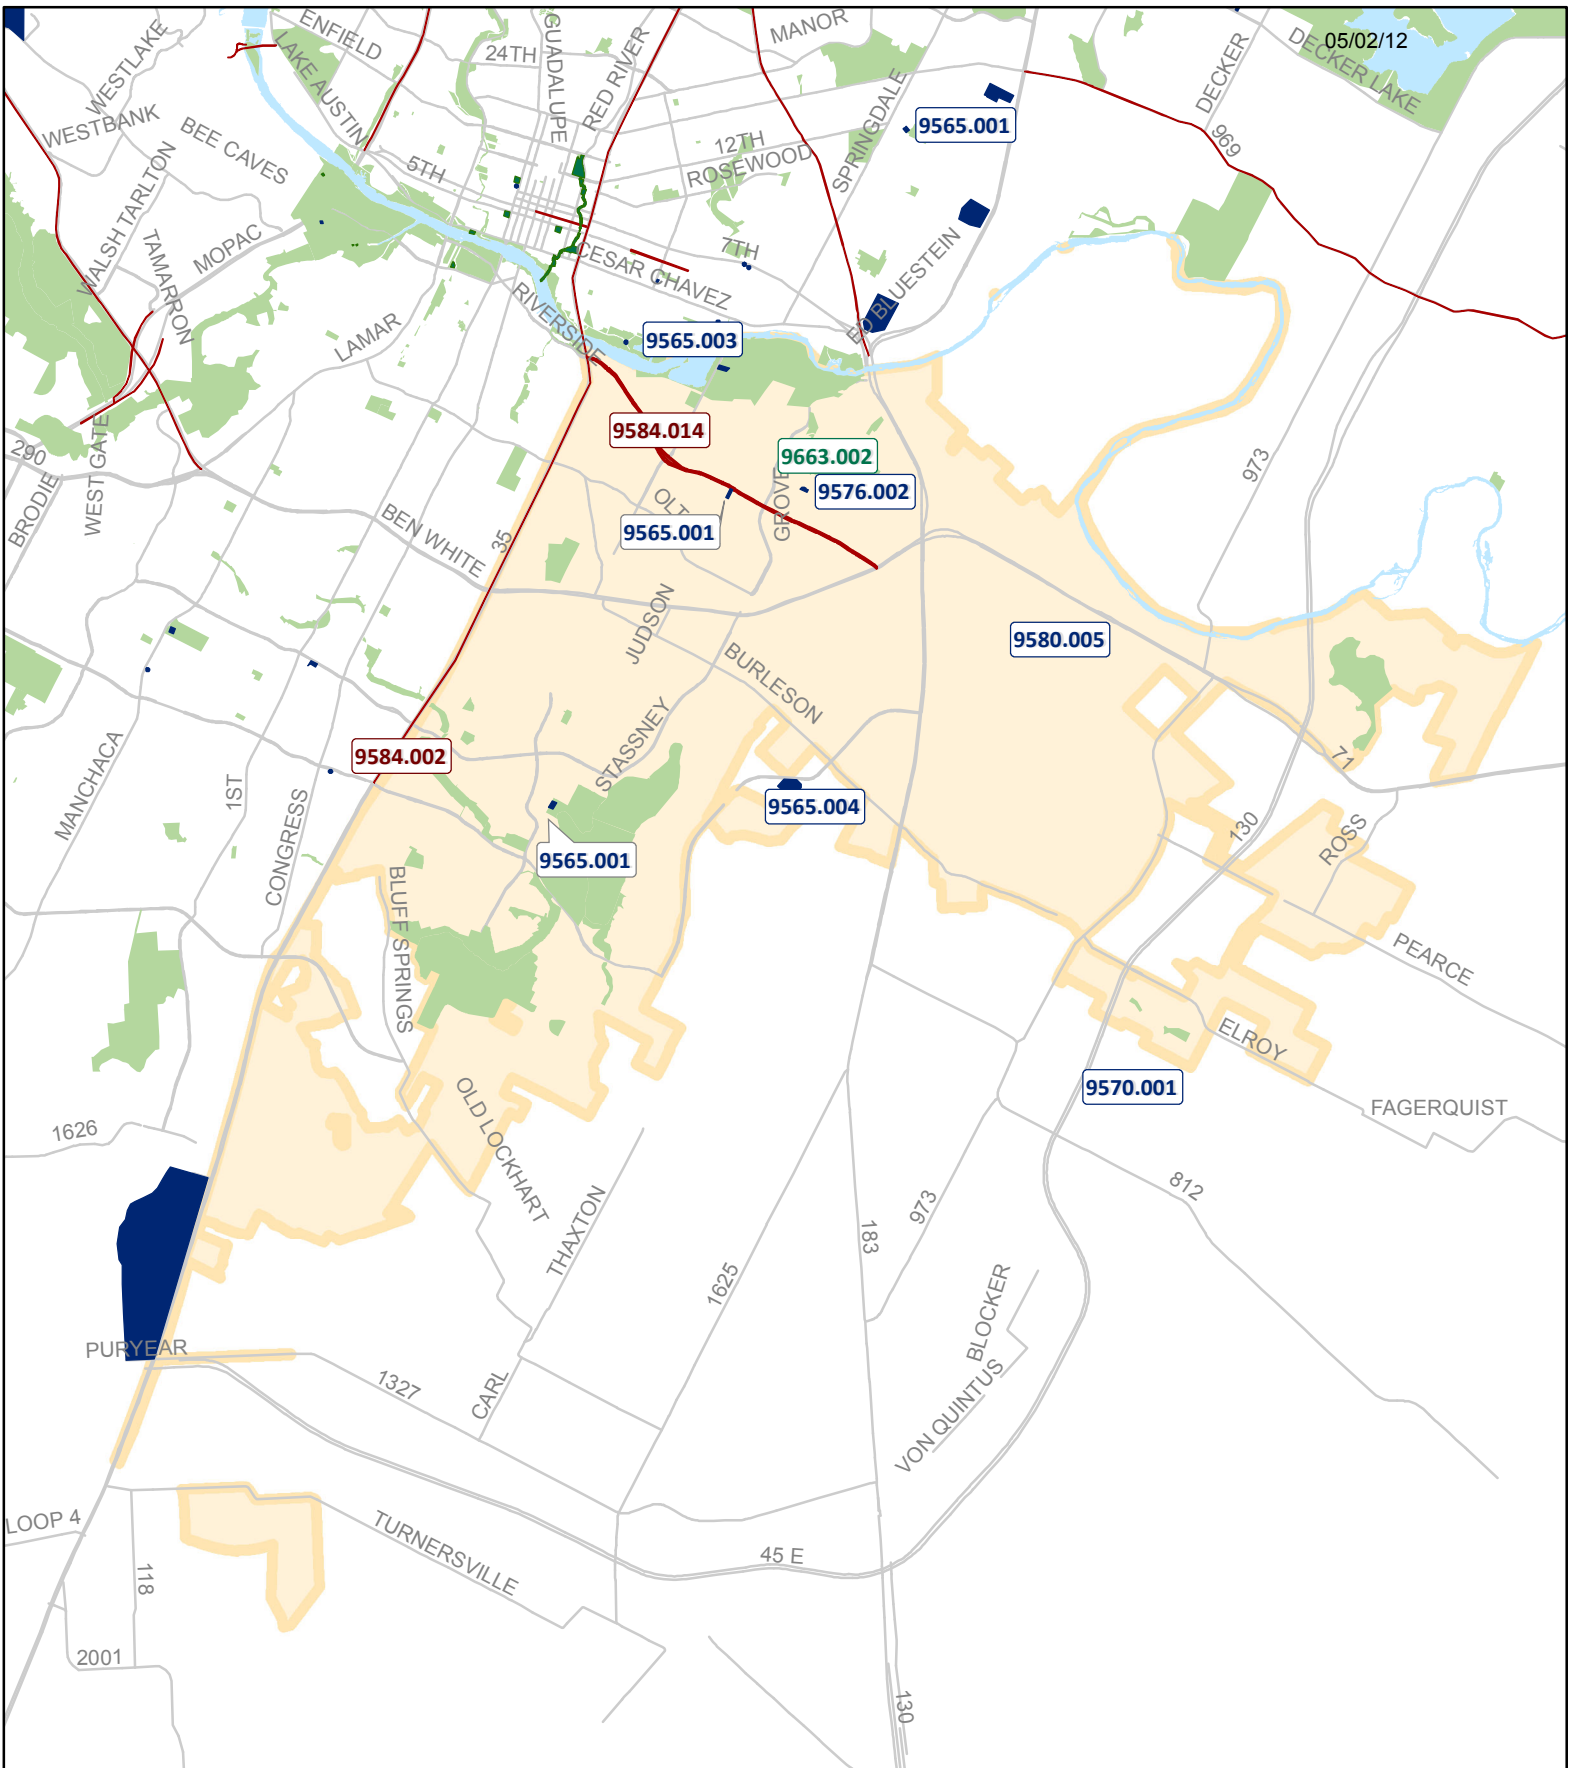 05/02/12
ENFIELD
GUADALUPE
MANOR
WESTLAKE
LAKE AUSTIN
24TH
RED RIVER
DECKER
DECKER LAKE
WESTBANK
BEE CAVES
9565.001
969
12TH
ROSEWOOD
SPRINGDALE
5TH
WALSH TARLTON
TAMARRON
MOPAC
7TH
CESAR CHAVEZ
ED BLUESTEIN
RIVERSIDE
LAMAR
9565.003
9584.014
9663.002
290
WEST GATE
BRODIE
973
GROVE
9576.002
OLT
9565.001
BEN WHITE
35
JUDSON
9580.005
BURLESON
STASSNEY
9584.002
71
MANCHACA
1ST
CONGRESS
9565.004
130
ROSS
9565.001
BLUFF SPRINGS
PEARCE
ELROY
9570.001
OLD LOCKHART
FAGERQUIST
1626
812
THAXTON
973
183
1625
BLOCKER
PURYEAR
1327
CARL
VON QUINTUS
LOOP 4
TURNERSVILLE
45 E
118
2001
130